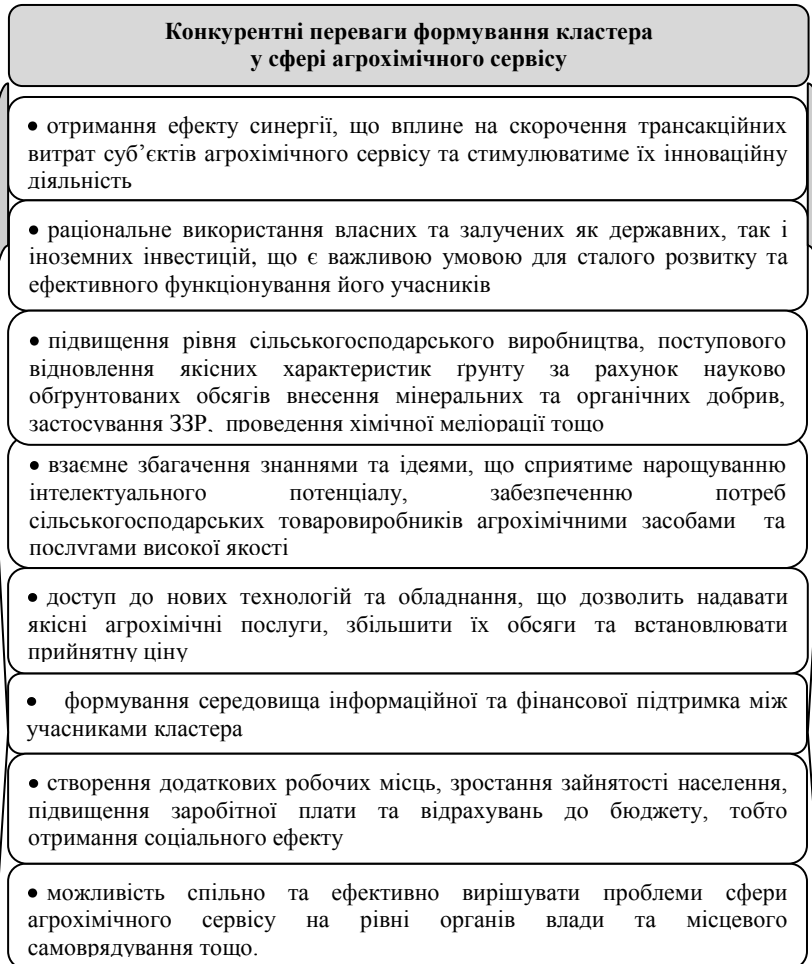 Конкурентні переваги формування кластера
у сфері агрохімічного сервісу
• отримання ефекту синергії, що вплине на скорочення трансакційних
витрат суб’єктів агрохімічного сервісу та стимулюватиме їх інноваційну
діяльність
• раціональне використання власних та залучених як державних, так і
іноземних інвестицій, що є важливою умовою для сталого розвитку та
ефективного функціонування його учасників
• підвищення рівня сільськогосподарського виробництва, поступового
відновлення якісних характеристик ґрунту за рахунок науково
обґрунтованих обсягів внесення мінеральних та органічних добрив,
застосування ЗЗР, проведення хімічної меліорації тощо
• взаємне збагачення знаннями та ідеями, що сприятиме нарощуванню
інтелектуального потенціалу, забезпеченню потреб
сільськогосподарських товаровиробників агрохімічними засобами та
послугами високої якості
• доступ до нових технологій та обладнання, що дозволить надавати
якісні агрохімічні послуги, збільшити їх обсяги та встановлювати
прийнятну ціну
• формування середовища інформаційної та фінансової підтримка між
учасниками кластера
• створення додаткових робочих місць, зростання зайнятості населення,
підвищення заробітної плати та відрахувань до бюджету, тобто
отримання соціального ефекту
• можливість спільно та ефективно вирішувати проблеми сфери
агрохімічного сервісу на рівні органів влади та місцевого
самоврядування тощо.